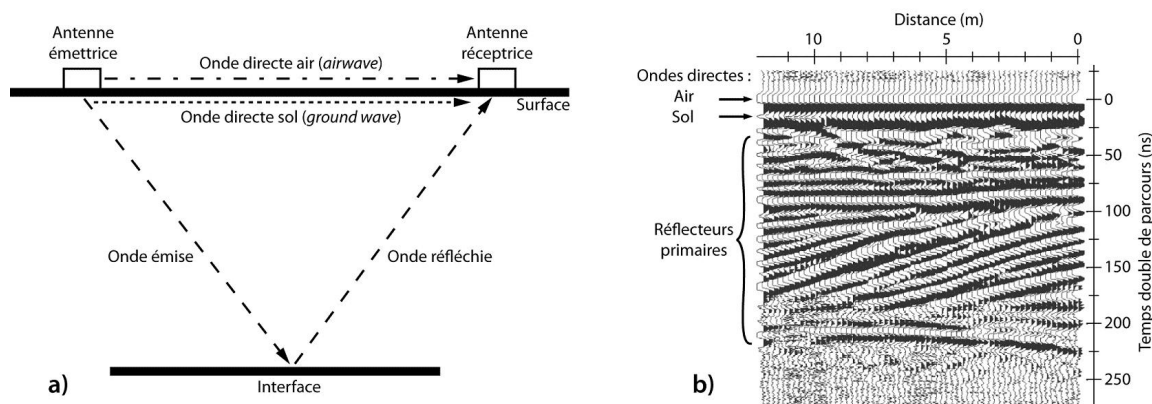 Antenne
émettrice
Antenne
réceptrice
Onde directe air (airwave)
Onde directe sol (ground wave)
Surface
Onde émise
Onde réfléchie
Interface
a)
Distance (m)
10
5
0
Ondes directes :
Air
Sol
Réflecteurs
primaires
0
50
100
150
200
250
Temps double de parcours (ns)
b)